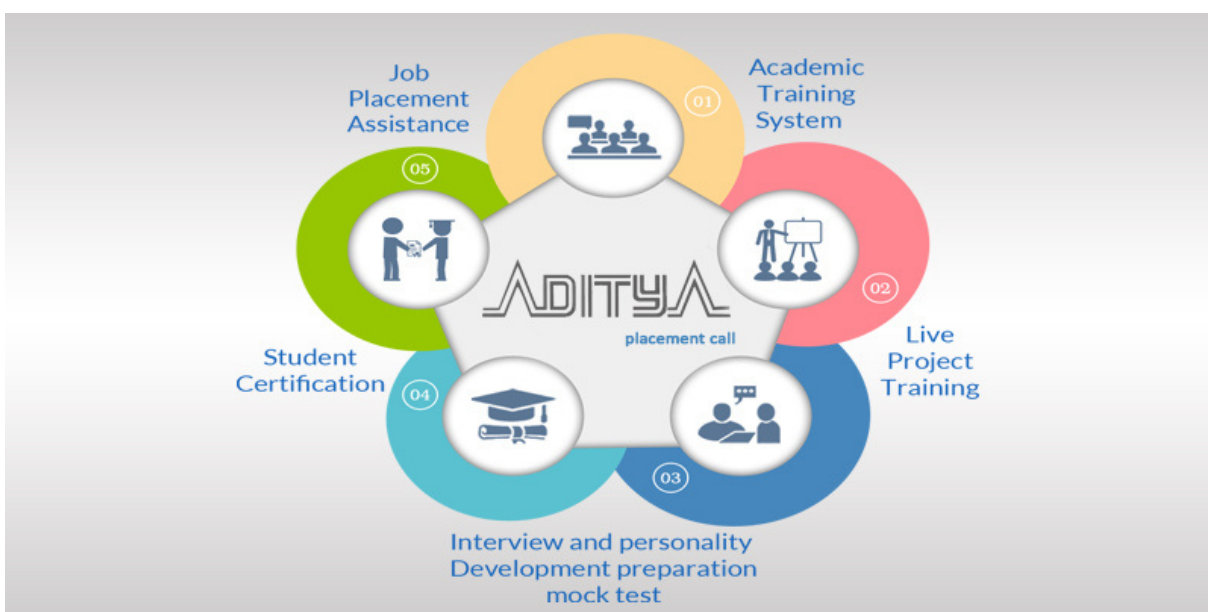 01
Academic
Training
System
02
Live
Project
Training
03
Interview and personality
Development preparation
mock test
04
Student
Certification
05
Job
Placement
Assistance
ADITYA
placement call